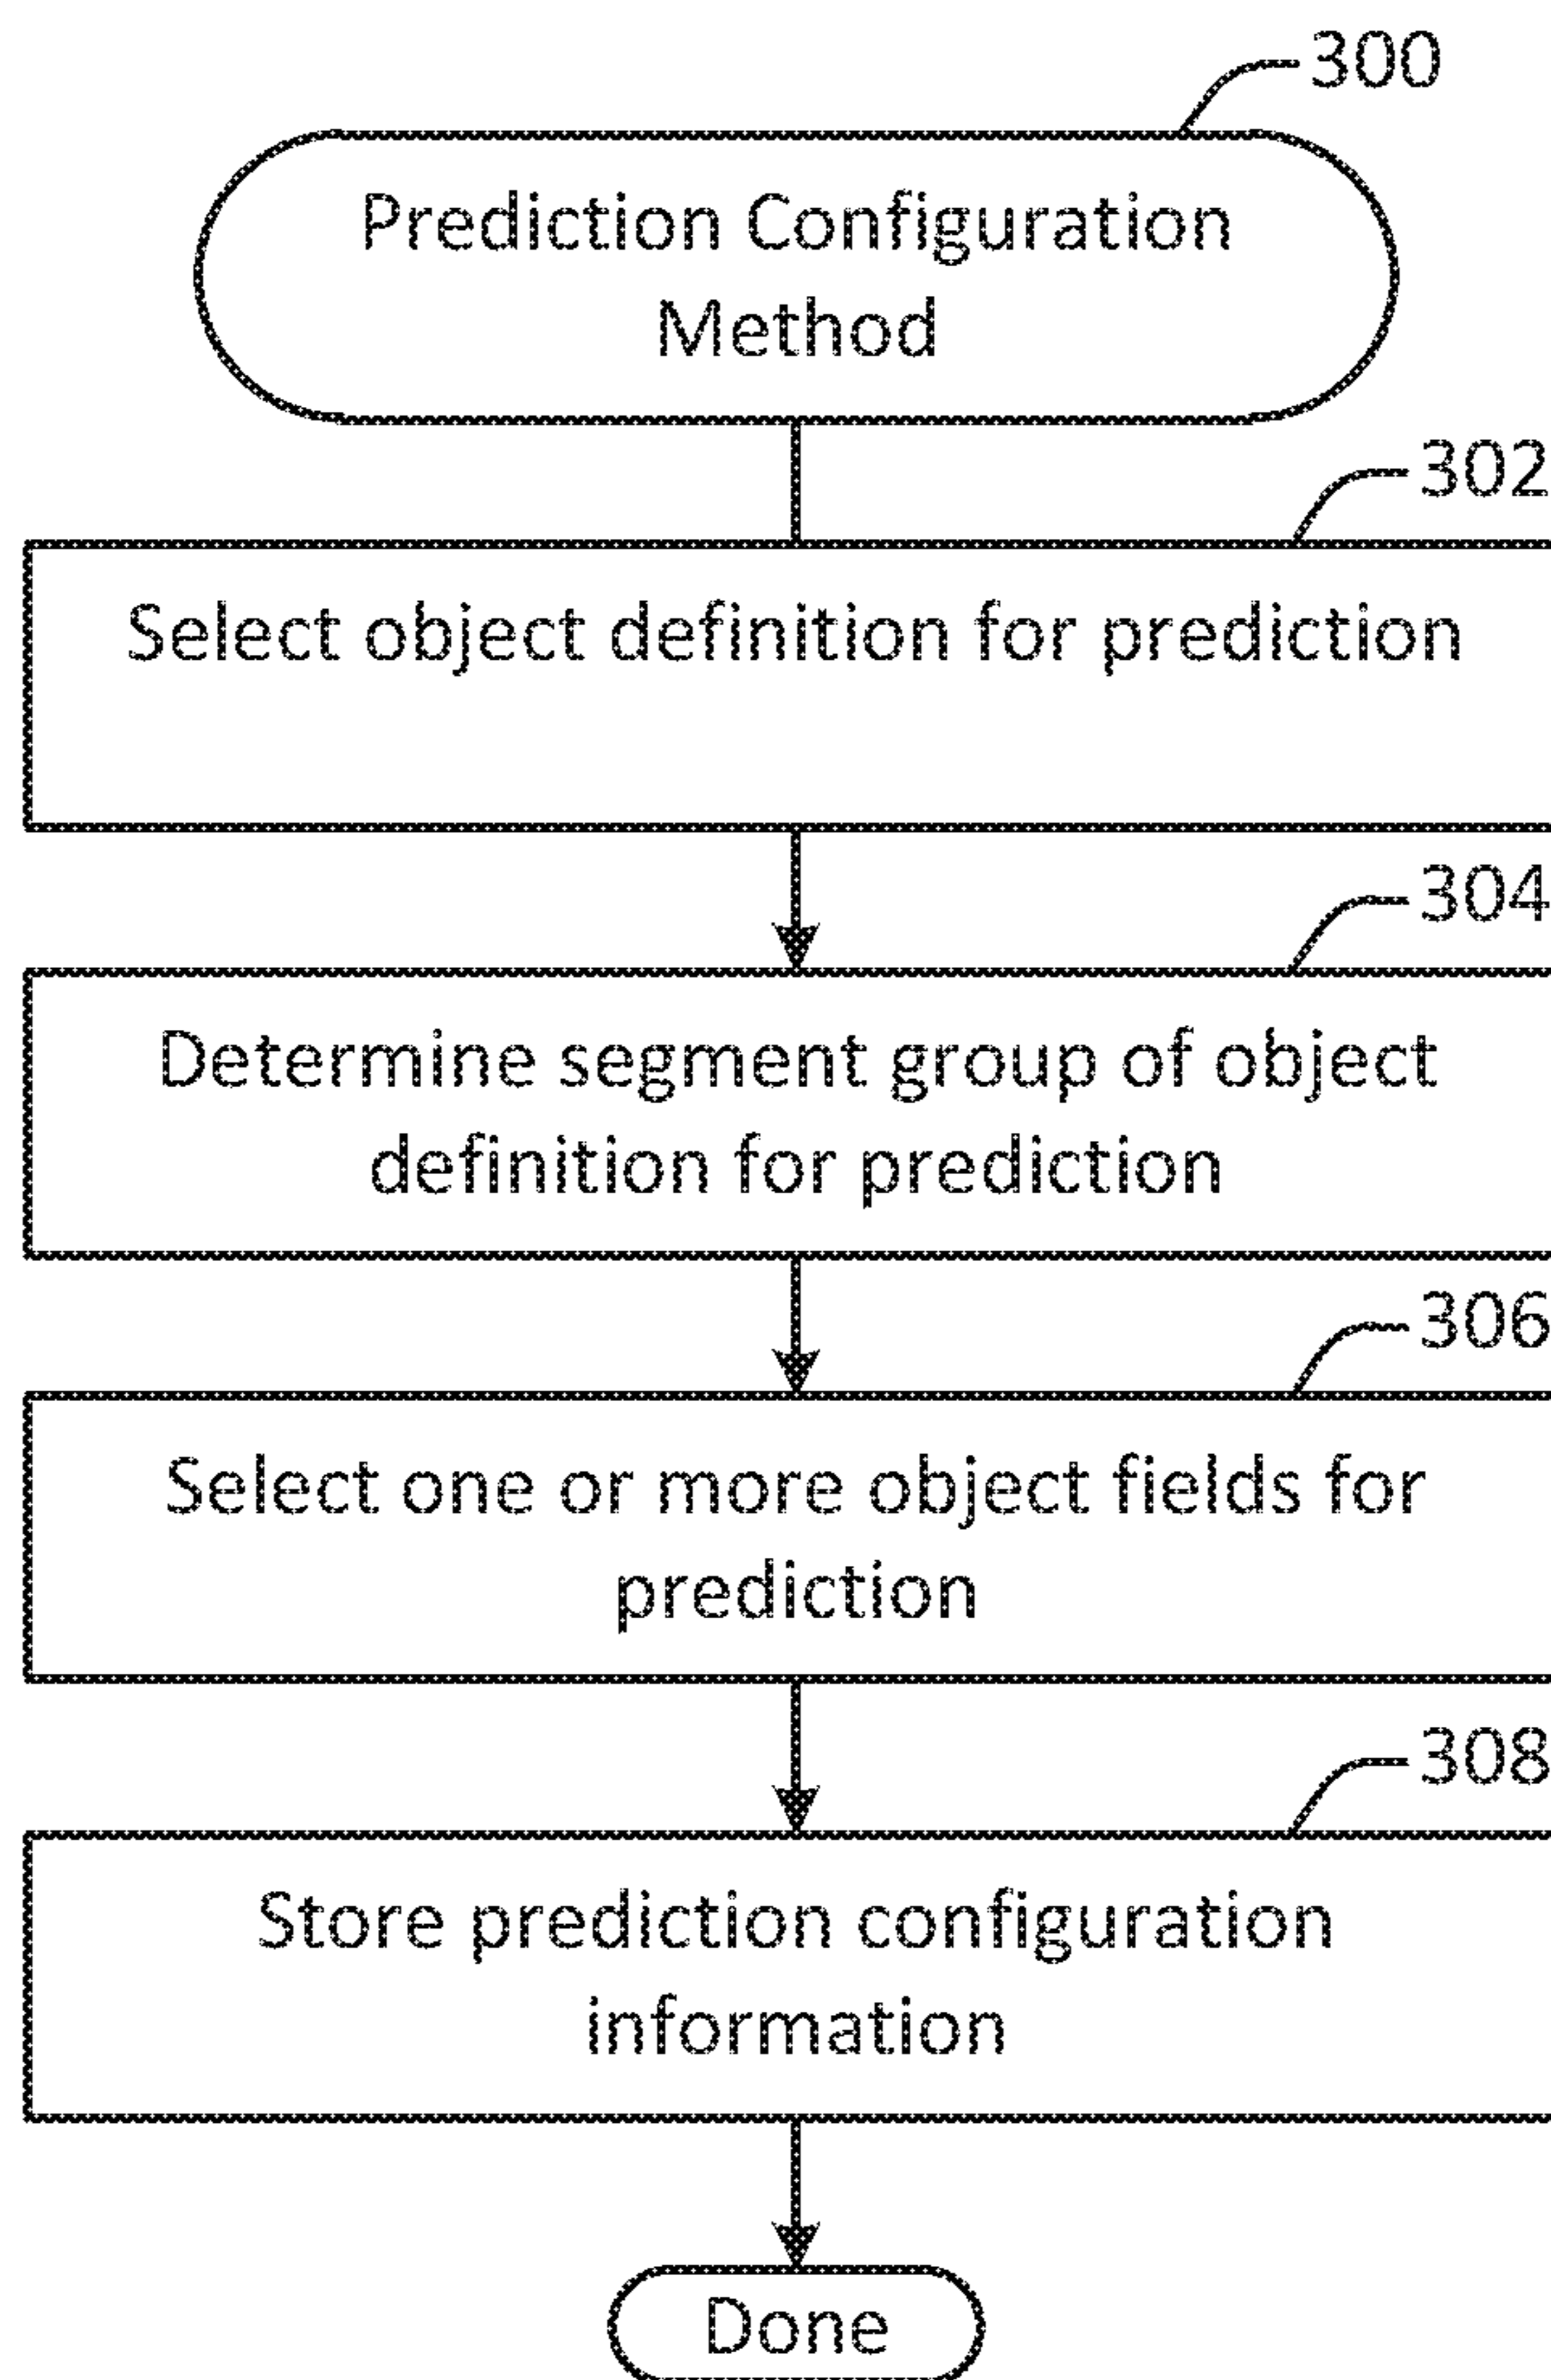 300
Prediction Configuration
Method
302
Select object definition for prediction
304
Determine segment group of object
definition for prediction
306
Select one or more object fields for
prediction
308
Store prediction configuration
information
Done